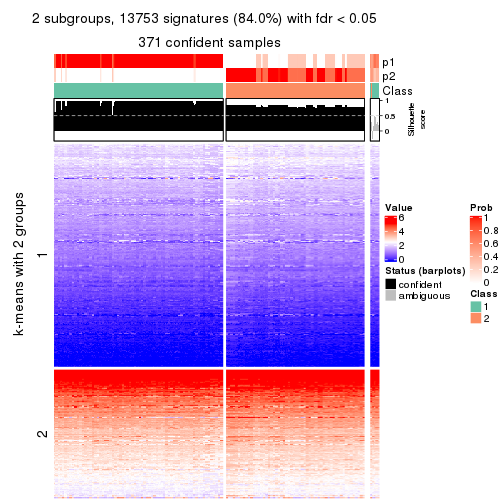 2 subgroups, 13753 signatures (84.0%) with fdr < 0.05
371 confident samples
p1
p2
Class
1
0.5
0
Silhouette
score
k-means with 2 groups
1
2
Value
6
4
2
0
Status (barplots)
confident
ambiguous
Prob
1
0.8
0.6
0.4
0.2
0
Class
1
2